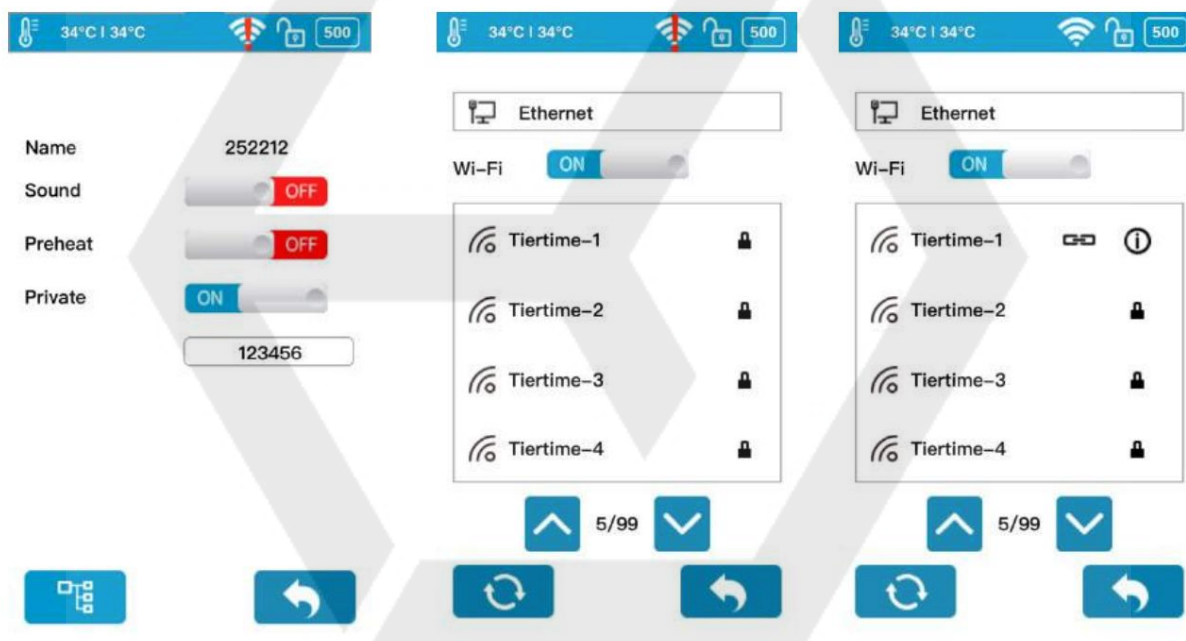 34°C | 34°C
500
Name 252212
Sound OFF
Preheat OFF
Private ON
123456
34°C | 34°C
500
Ethernet
Wi-Fi ON
Tiertime-1
Tiertime-2
Tiertime-3
Tiertime-4
5/99
34°C | 34°C
500
Ethernet
Wi-Fi ON
Tiertime-1
Tiertime-2
Tiertime-3
Tiertime-4
5/99